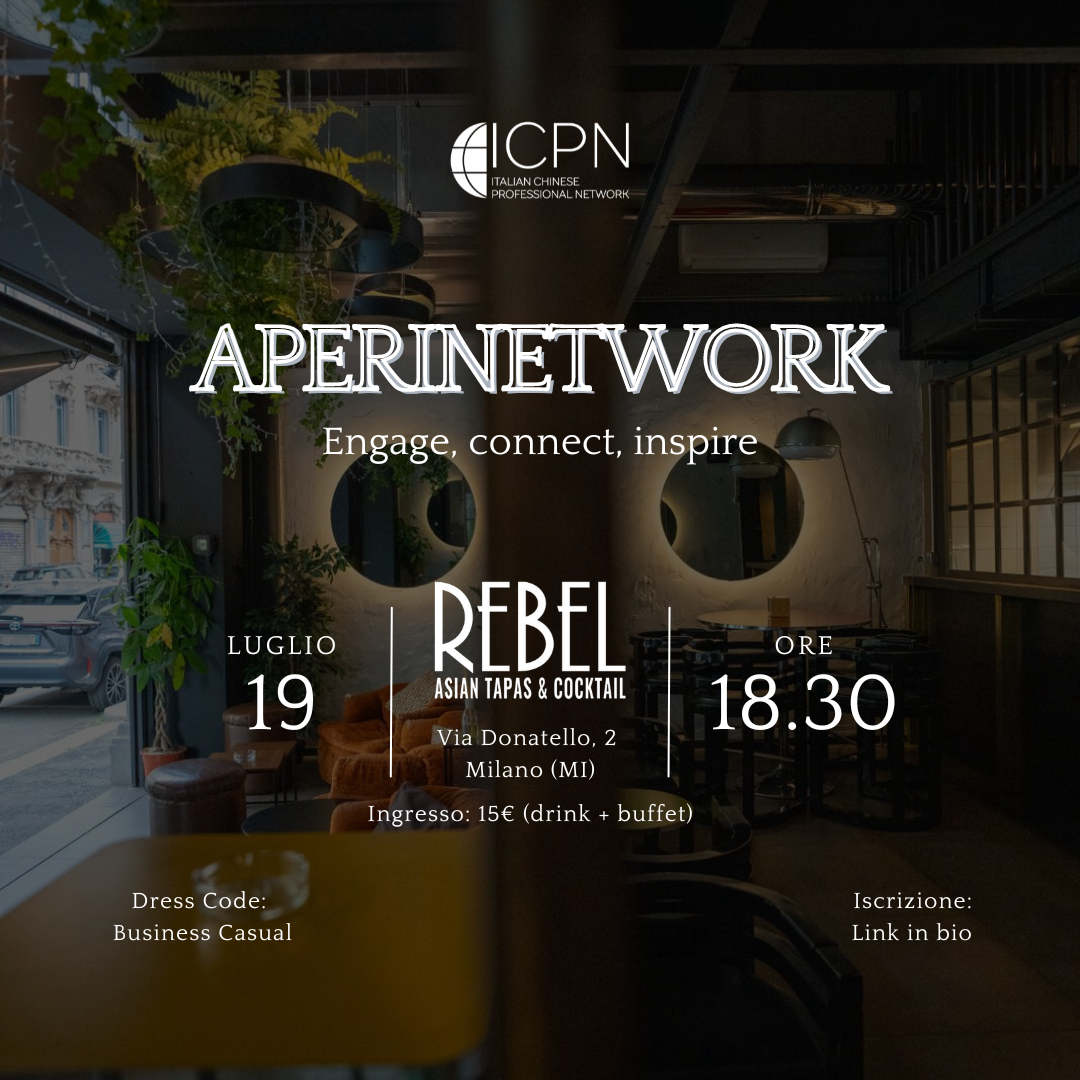 ICPN
ITALIAN CHINESE
PROFESSIONAL NETWORK
APERINETWORK
Engage, connect, inspire
LUGLIO
19
REBEL
ASIAN TAPAS & COCKTAIL
Via Donatello, 2
Milano (MI)
ORE
18.30
Ingresso: 15€ (drink + buffet)
Dress Code:
Business Casual
Iscrizione:
Link in bio